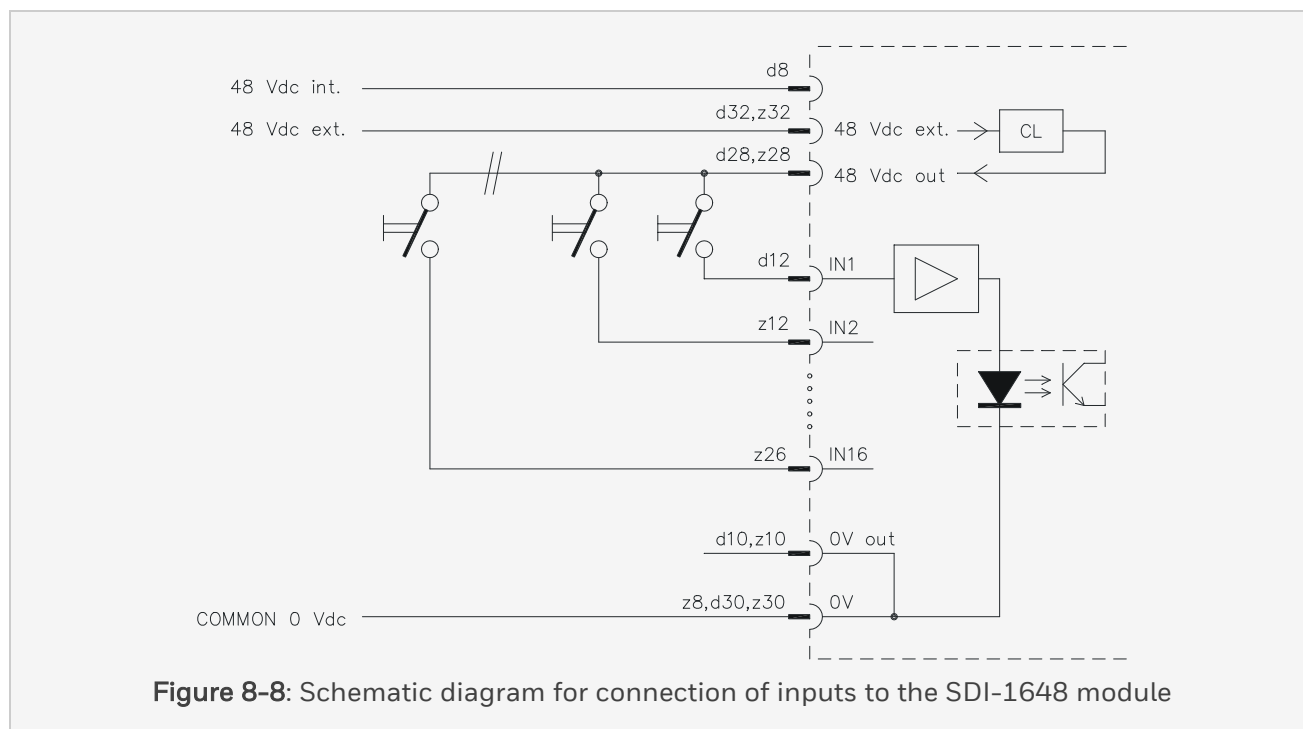 d8
48 Vdc int.
d32,z32
48 Vdc ext.
48 Vdc ext.
CL
d28,z28
48 Vdc out
d12
IN1
z12
IN2
z26
IN16
d10,z10
0V out
z8,d30,z30
0V
COMMON 0 Vdc
Figure 8-8: Schematic diagram for connection of inputs to the SDI-1648 module